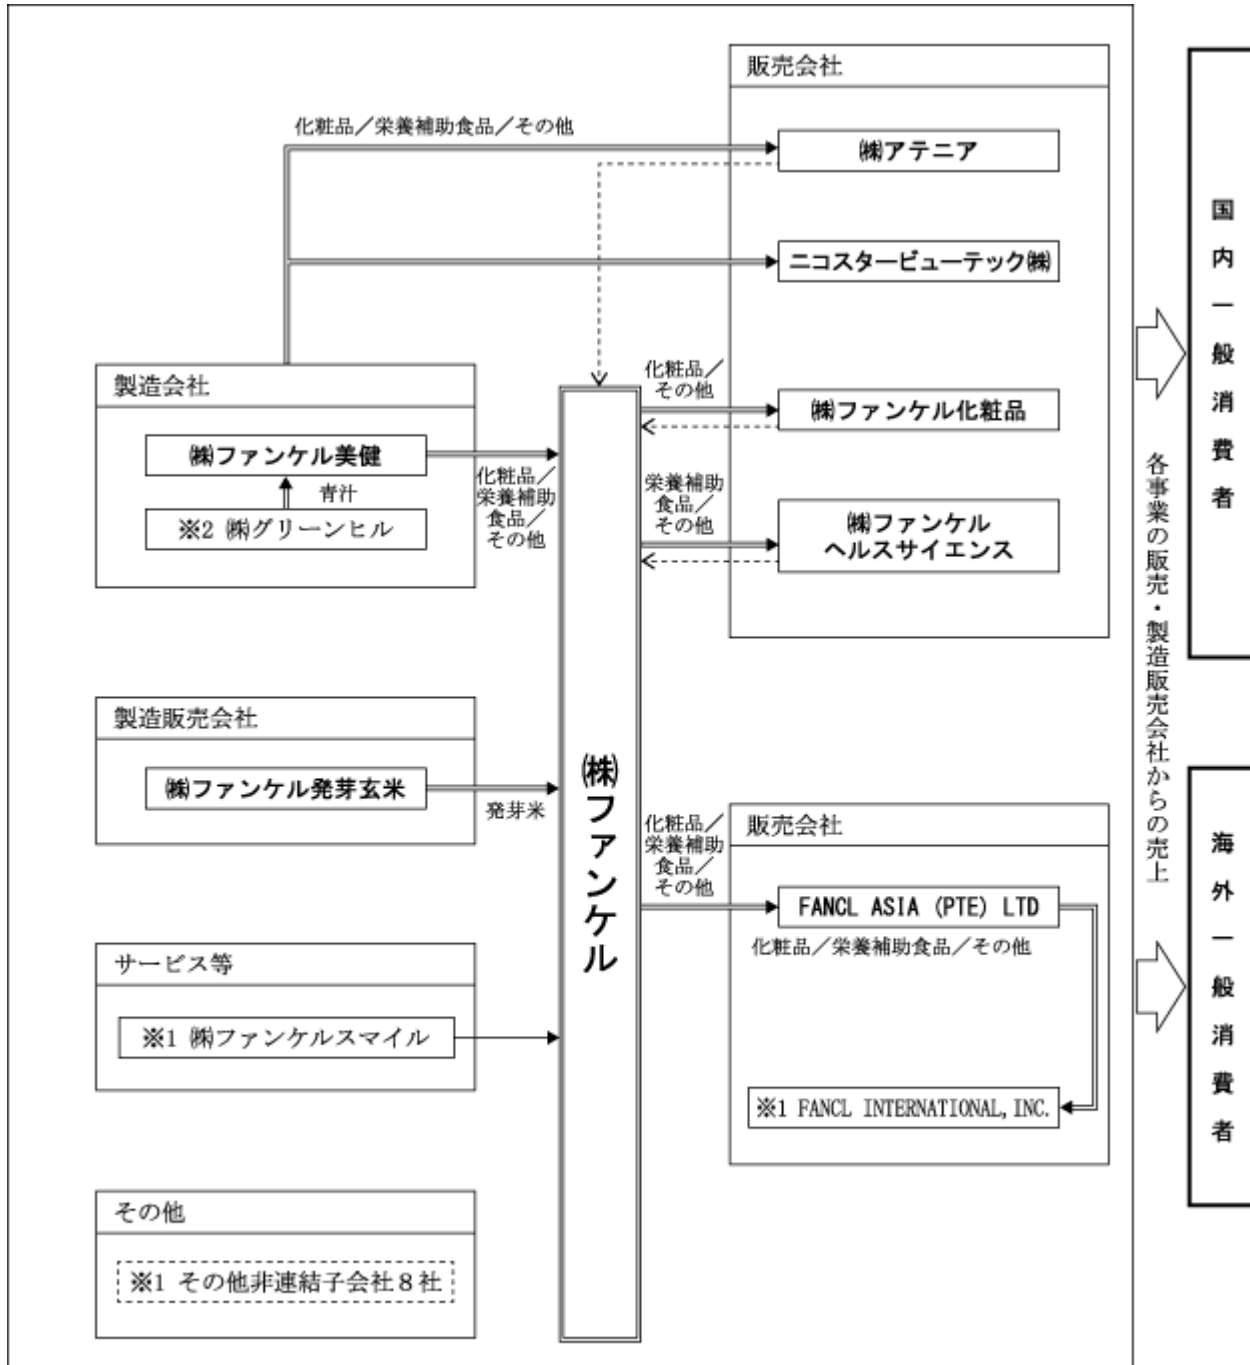 販売会社
化粧品／栄養補助食品／その他
㈱アテニア
ニコスタービューテック㈱
製造会社
㈱ファンケル美健
青汁
※2 ㈱グリーンヒル
化粧品／
栄養補助
食品／
その他
化粧品／
その他
㈱ファンケル化粧品
栄養補助
食品／
その他
㈱ファンケル
ヘルスサイエンス
製造販売会社
㈱ファンケル発芽玄米
発芽米
㈱ファンケル
サービス等
※1 ㈱ファンケルスマイル
その他
※1 その他非連結子会社８社
化粧品／
栄養補助
食品／
その他
販売会社
FANCL ASIA (PTE) LTD
化粧品／栄養補助食品／その他
※1 FANCL INTERNATIONAL,INC.
各事業の販売・製造販売会社からの売上
国内一般消費者
海外一般消費者